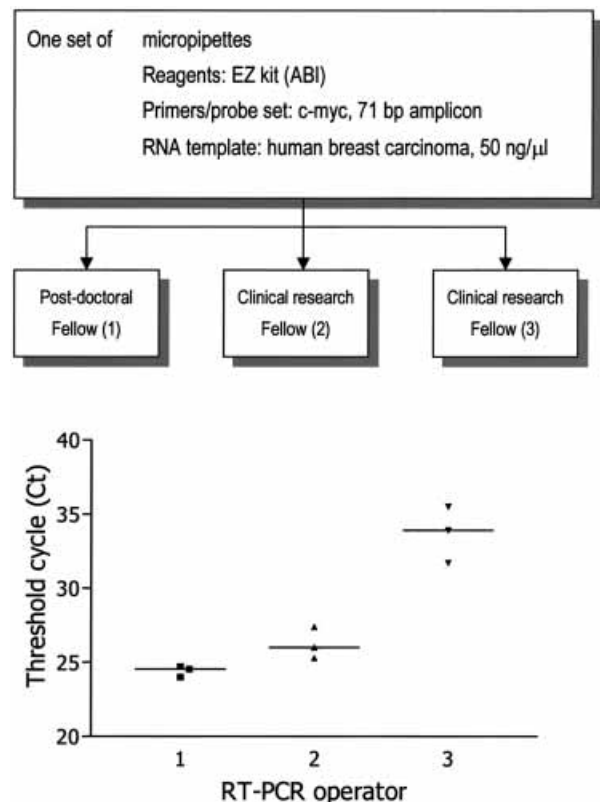 One set of micropipettes
Reagents: EZ kit (ABI)
Primers/probe set: c-myc, 71 bp amplicon
RNA template: human breast carcinoma, 50 ng/µl
Post-doctoral
Fellow (1)
Clinical research
Fellow (2)
Clinical research
Fellow (3)
Threshold cycle (Ct)
40
35
30
25
20
1 2 3
RT-PCR operator